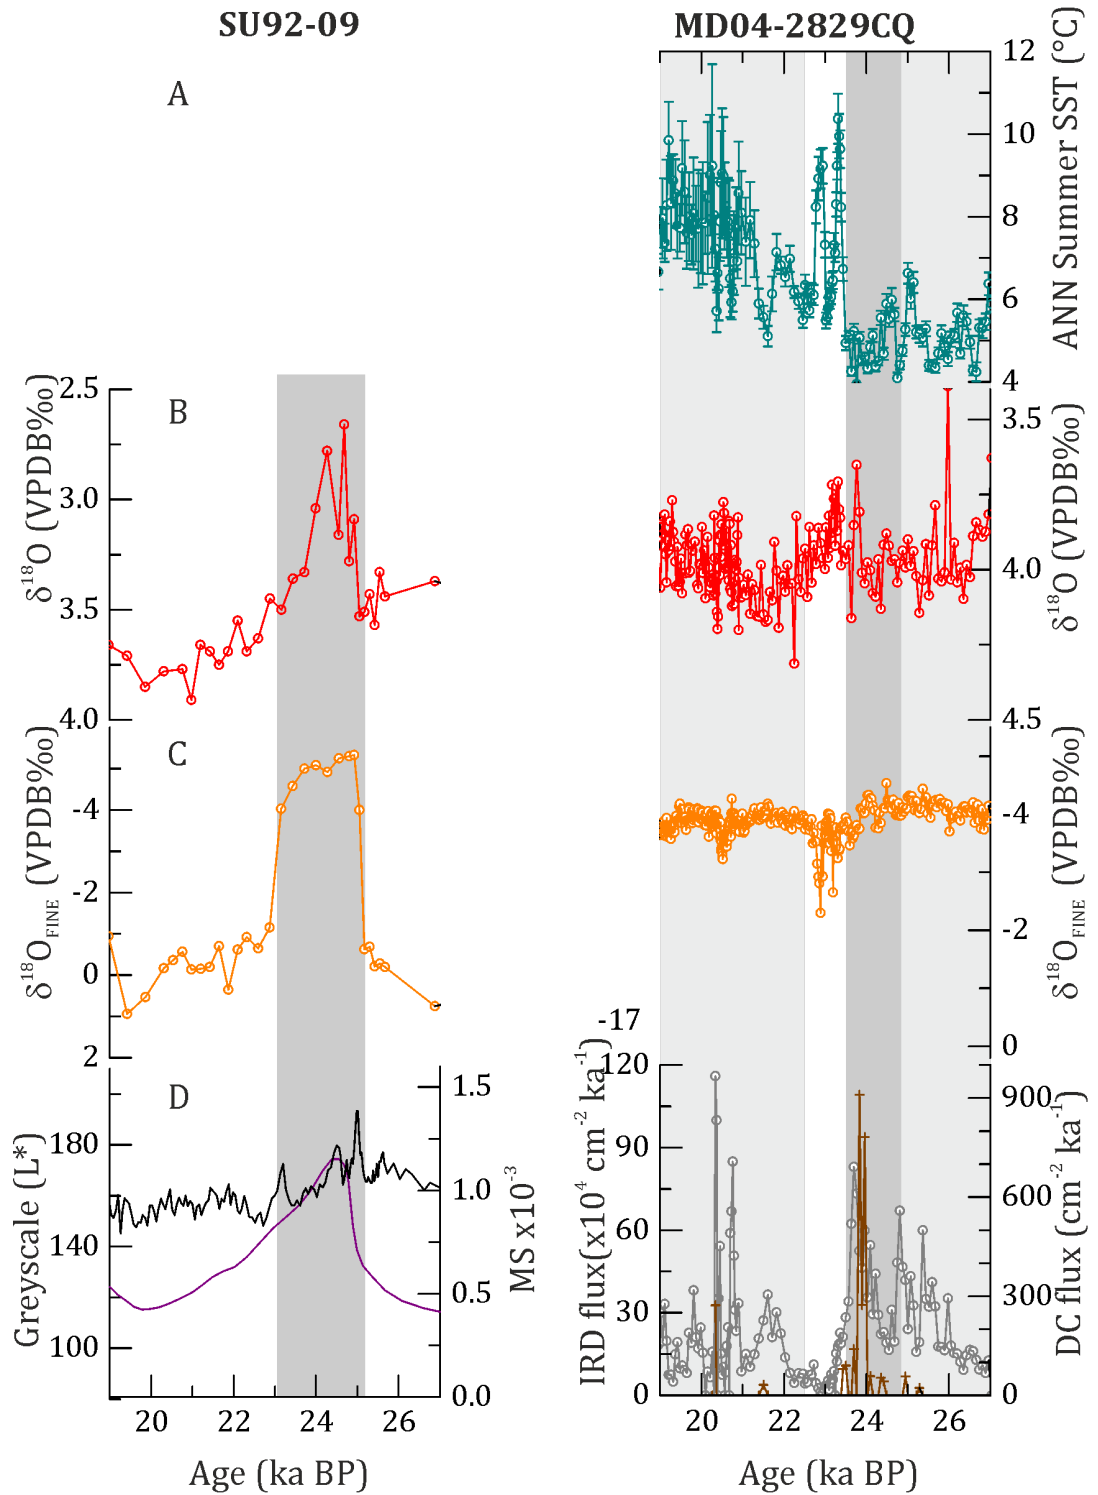 SU92-09
MD04-2829CQ
A
12
10
8
6
4
ANN Summer SST (°C)
B
2.5
3.0
3.5
4.0
δ¹⁸O (VPDB‰)
3.5
4.0
4.5
δ¹⁸O (VPDB‰)
C
-4
-2
0
2
δ¹⁸O_FINE (VPDB‰)
-4
-2
0
δ¹⁸O_FINE (VPDB‰)
-17
D
180
140
100
Greyscale (L*)
1.5
1.0
0.5
0.0
MS x10⁻³
120
90
60
30
0
IRD flux(x10⁴ cm⁻² ka⁻¹)
900
600
300
0
DC flux (cm⁻² ka⁻¹)
20 22 24 26
20 22 24 26
Age (ka BP)
Age (ka BP)